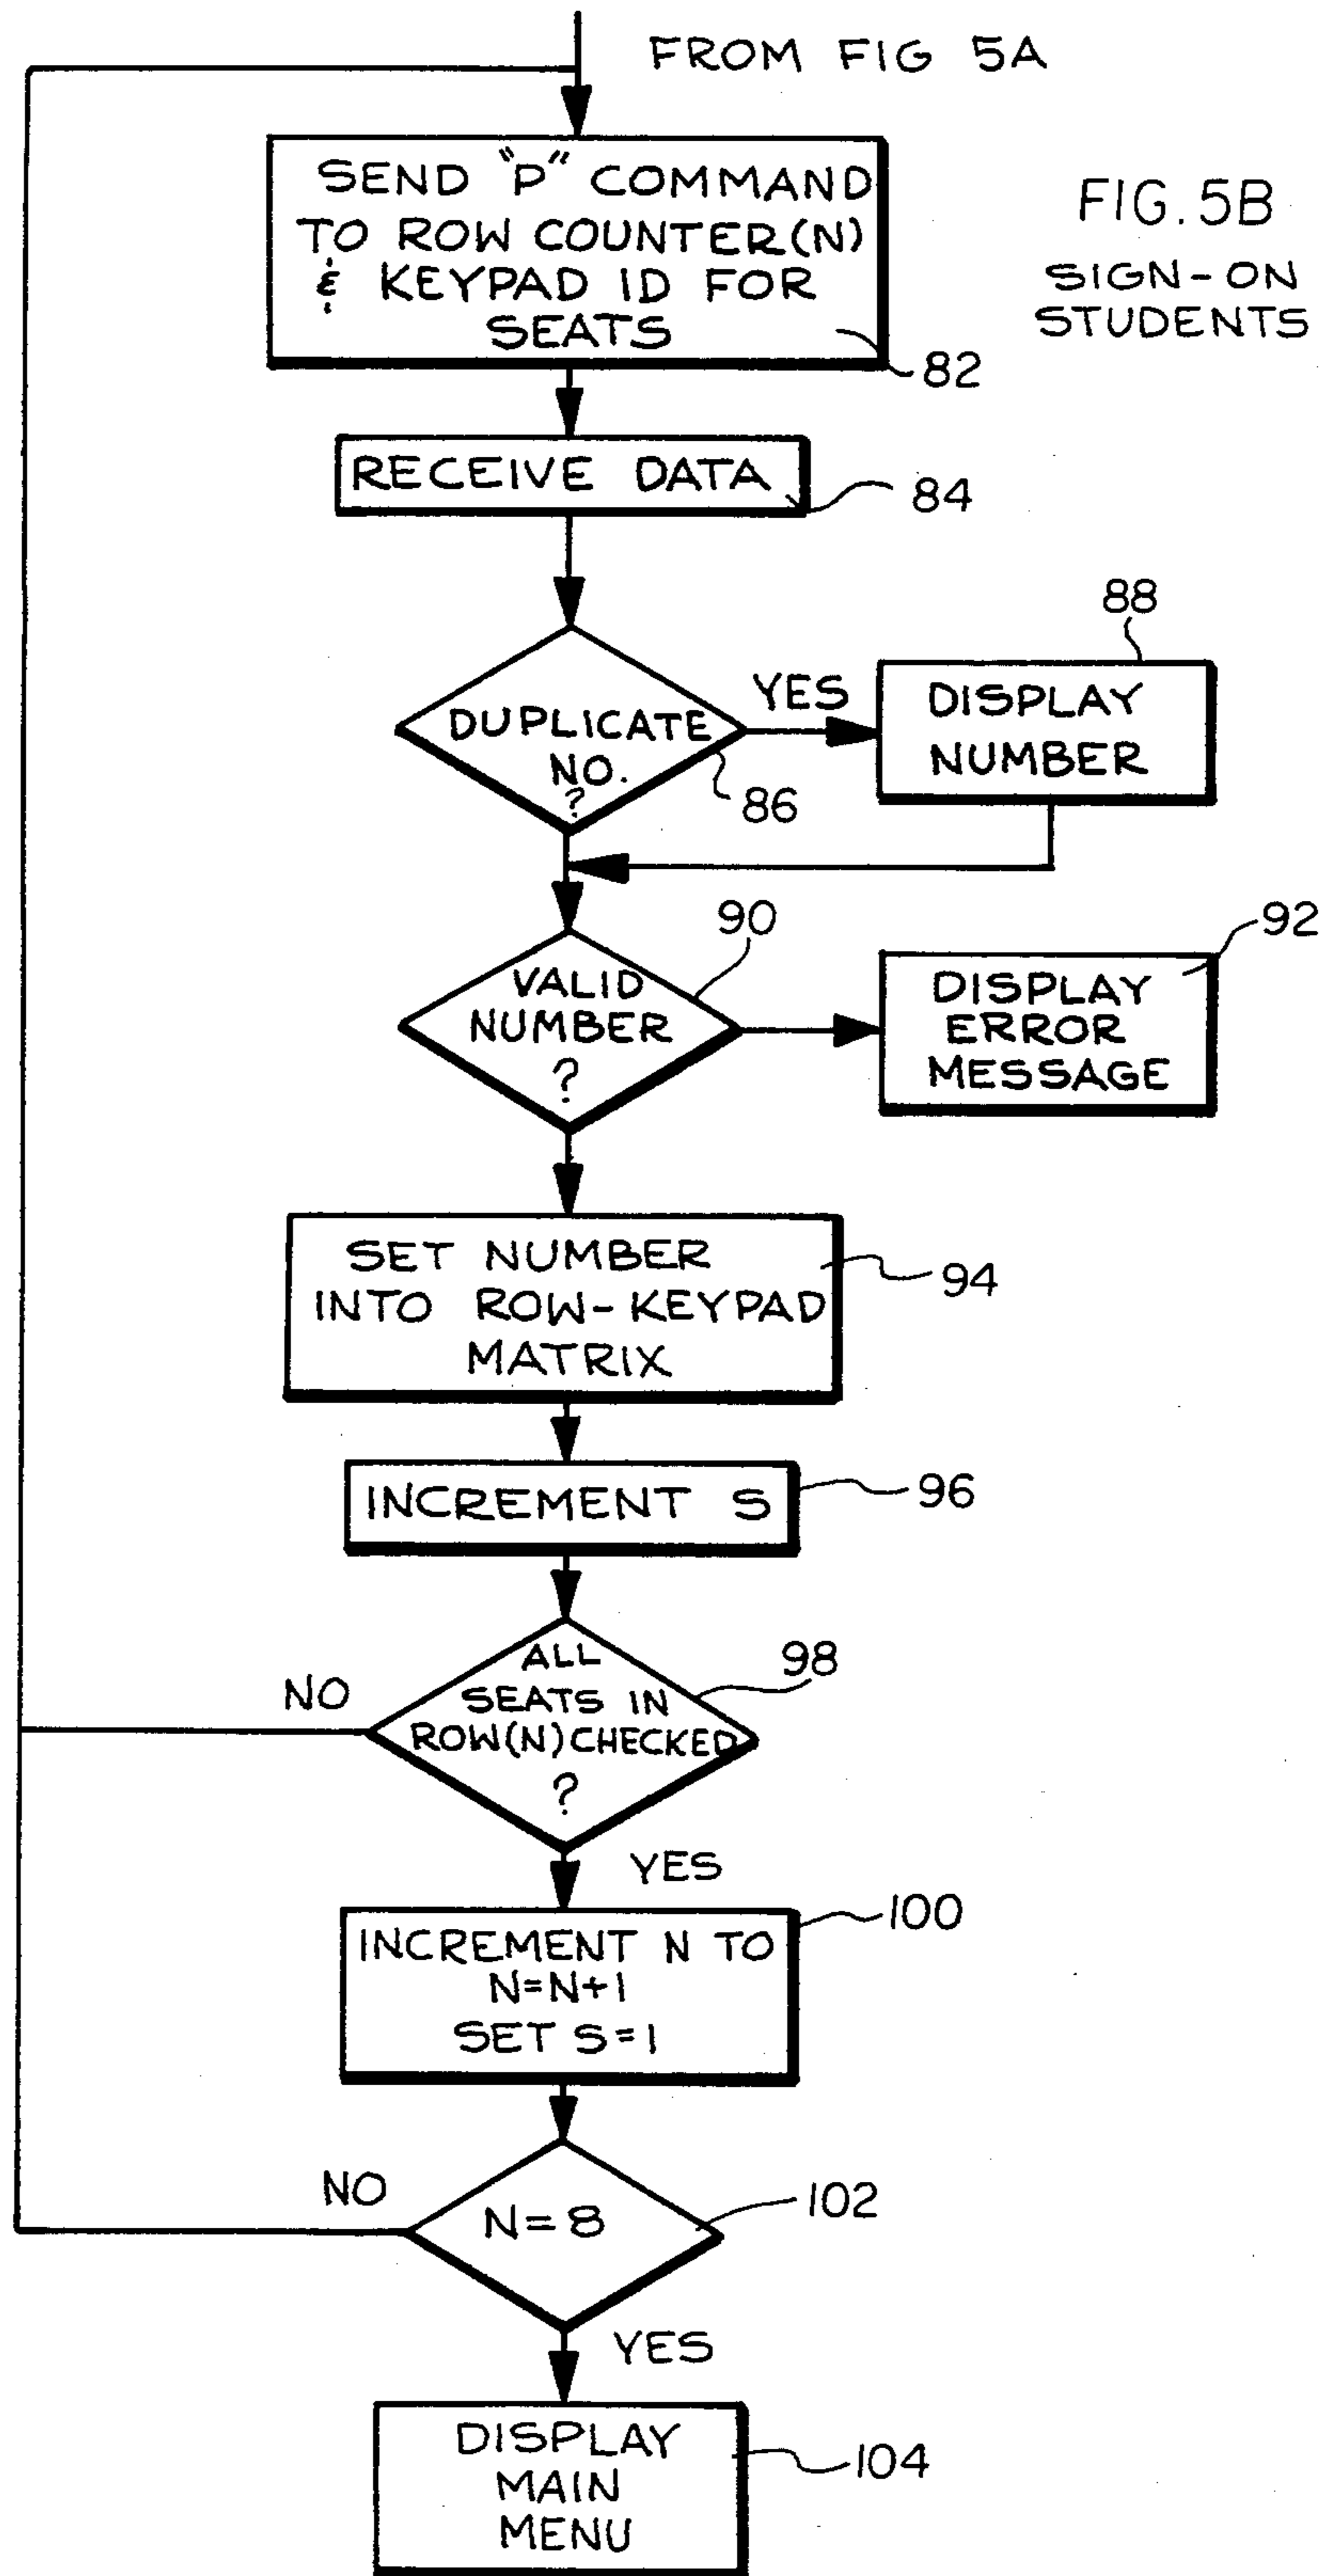 FROM FIG 5A
FIG. 5B
SIGN-ON
STUDENTS
SEND "P" COMMAND
TO ROW COUNTER(N)
& KEYPAD ID FOR
SEATS
82
RECEIVE DATA
84
DUPLICATE
NO.
?
86
YES
88
DISPLAY
NUMBER
90
VALID
NUMBER
?
92
DISPLAY
ERROR
MESSAGE
SET NUMBER
INTO ROW-KEYPAD
MATRIX
94
INCREMENT S
96
ALL
SEATS IN
ROW(N)CHECKED
?
98
NO
YES
INCREMENT N TO
N=N+1
SET S=1
100
N=8
102
NO
YES
DISPLAY
MAIN
MENU
104